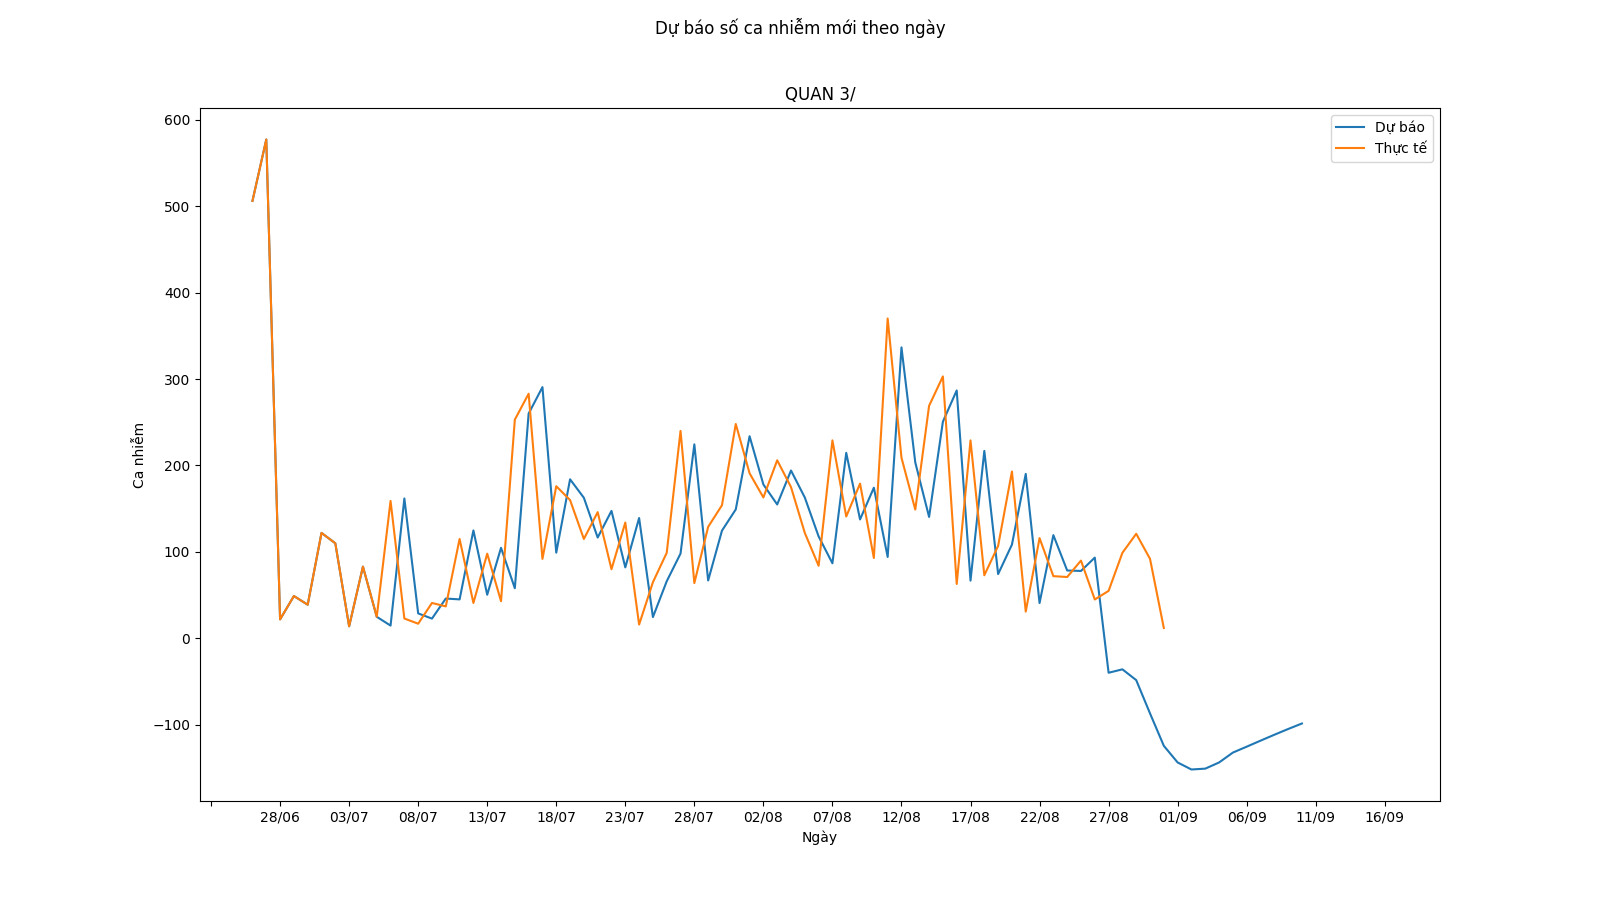 Dự báo số ca nhiễm mới theo ngày
QUAN 3/
Dự báo
Thực tế
600
500
400
300
200
100
0
−100
Ca nhiễm
28/06 03/07 08/07 13/07 18/07 23/07 28/07 02/08 07/08 12/08 17/08 22/08 27/08 01/09 06/09 11/09 16/09
Ngày